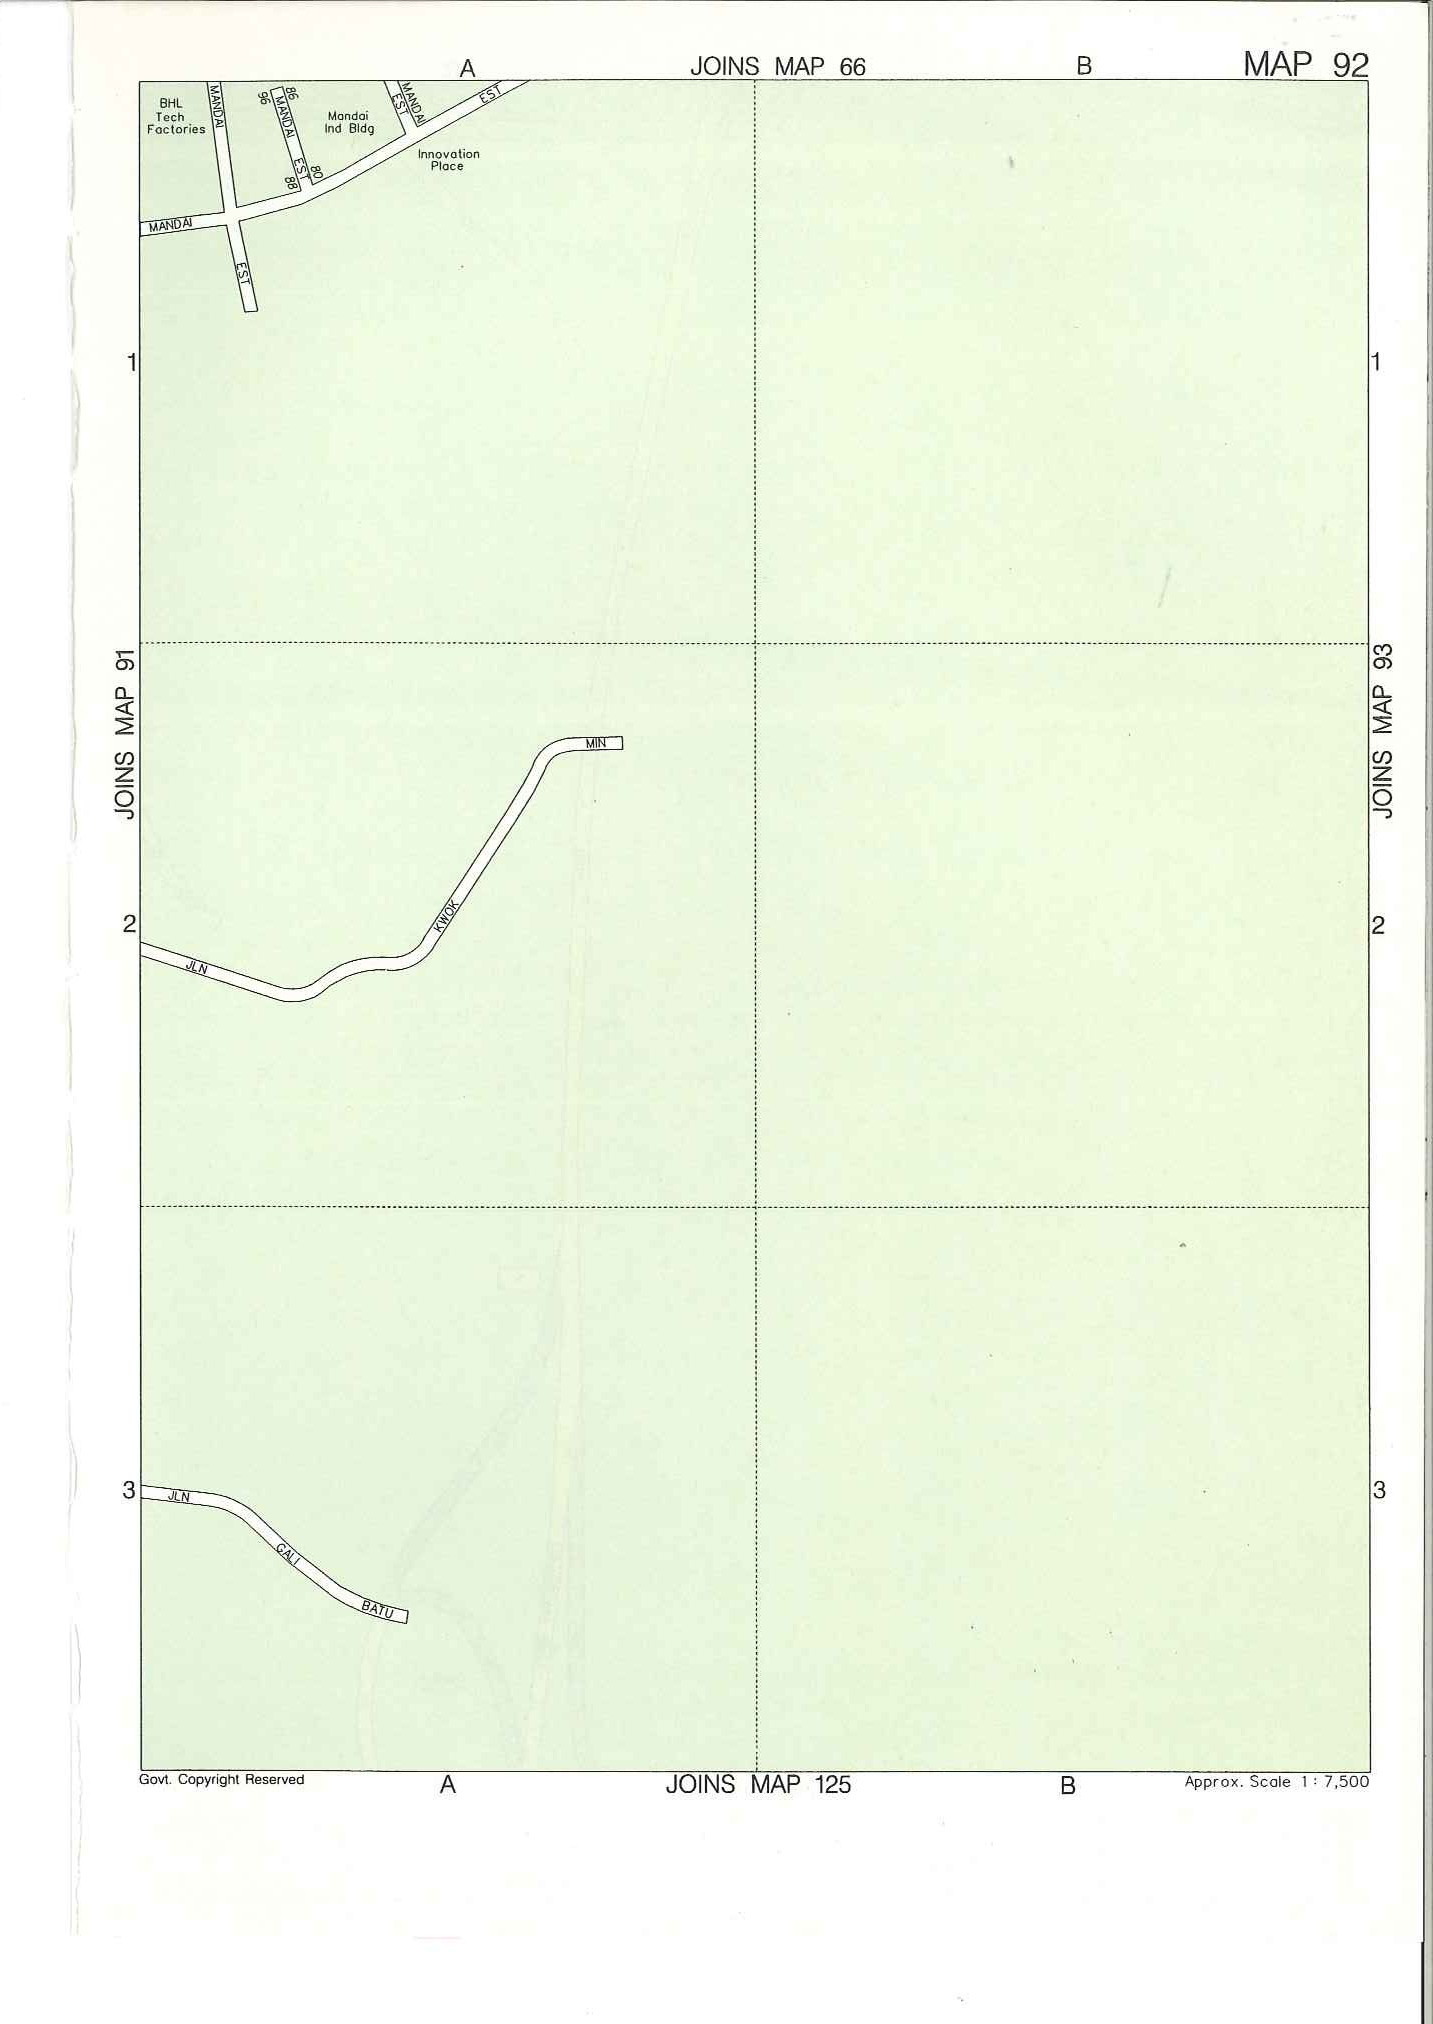 A
JOINS MAP 66
B
MAP 92
BHL
Tech
Factories
MANDAI
EST
86
96
MANDAI EST
80
88
Mandai
Ind Bldg
MANDAI
EST
Innovation
Place
MANDAI
EST
1
1
JOINS MAP 91
JOINS MAP 93
MIN
KWOK
JLN
2
2
3
3
JLN
GALI
BATU
Govt. Copyright Reserved
A
JOINS MAP 125
B
Approx. Scale 1 : 7,500